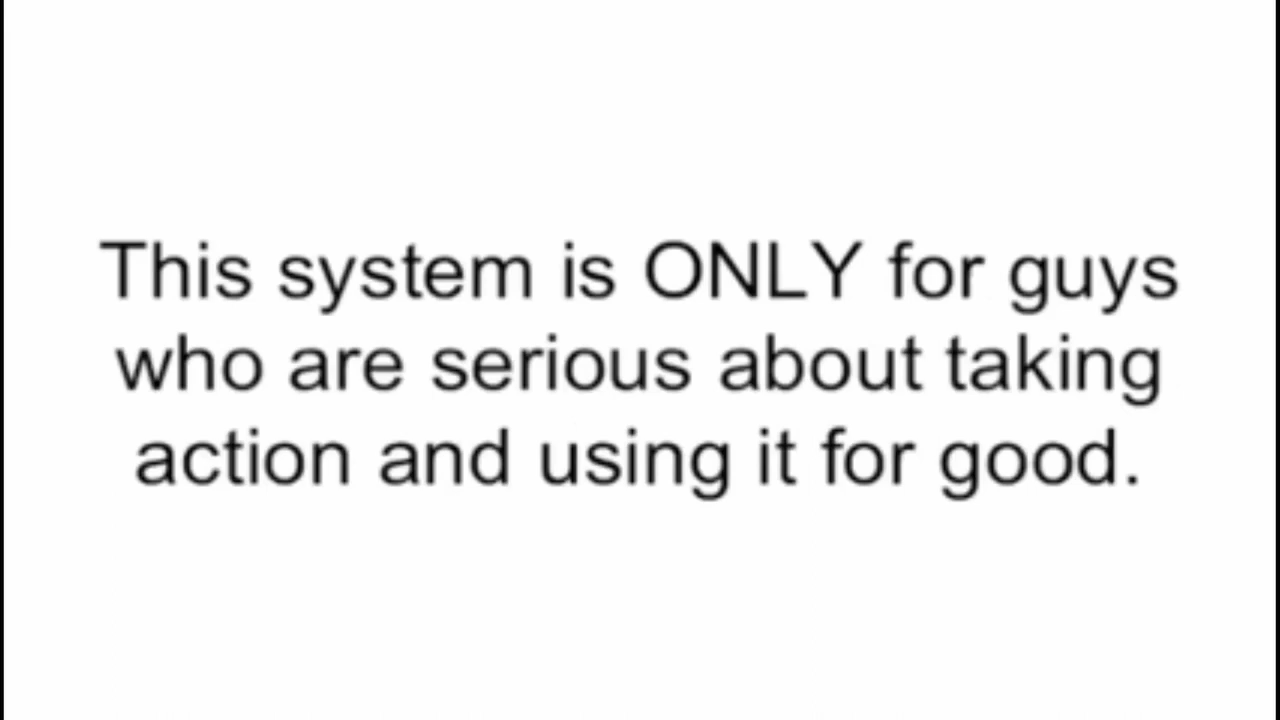 This system is ONLY for guys
who are serious about taking
action and using it for good.